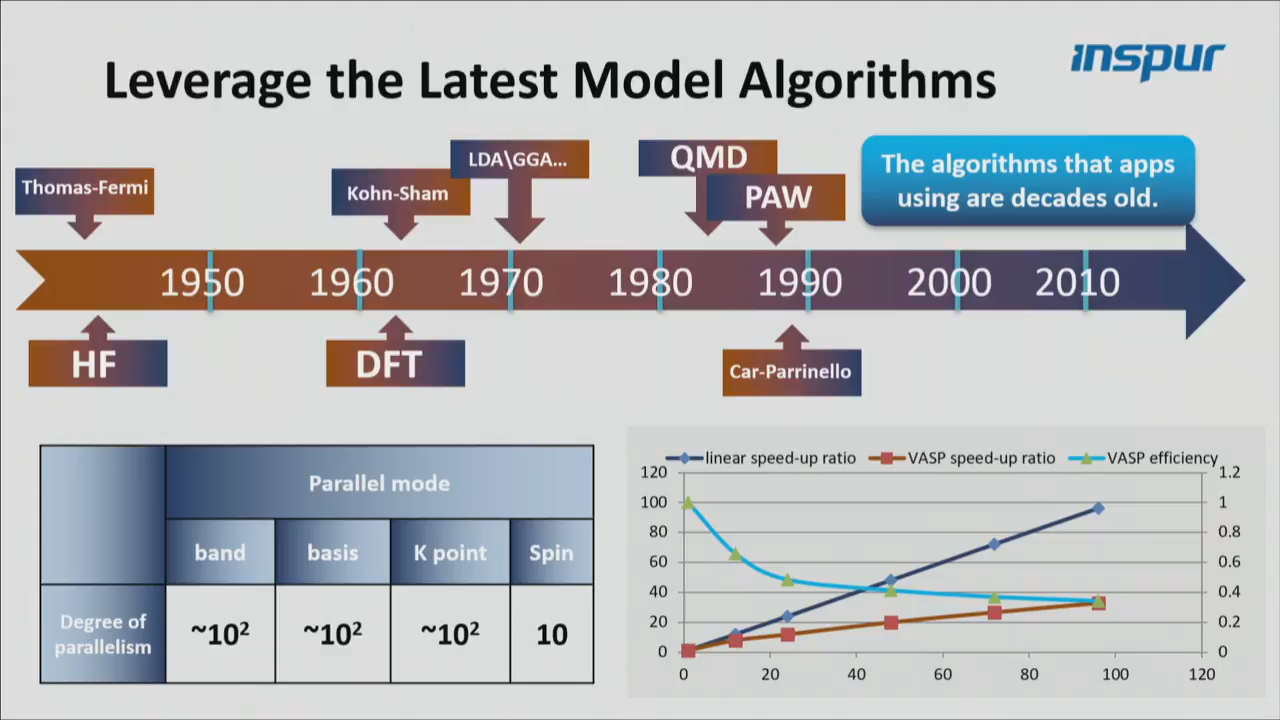 Leverage the Latest Model Algorithms
inspur
Thomas-Fermi
Kohn-Sham
LDA\GGA...
QMD
PAW
The algorithms that apps
using are decades old.
1950
1960
1970
1980
1990
2000
2010
HF
DFT
Car-Parrinello
Parallel mode
band
basis
K point
Spin
Degree of
parallelism
~10²
~10²
~10²
10
linear speed-up ratio
VASP speed-up ratio
VASP efficiency
120
100
80
60
40
20
0
1.2
1
0.8
0.6
0.4
0.2
0
0
20
40
60
80
100
120